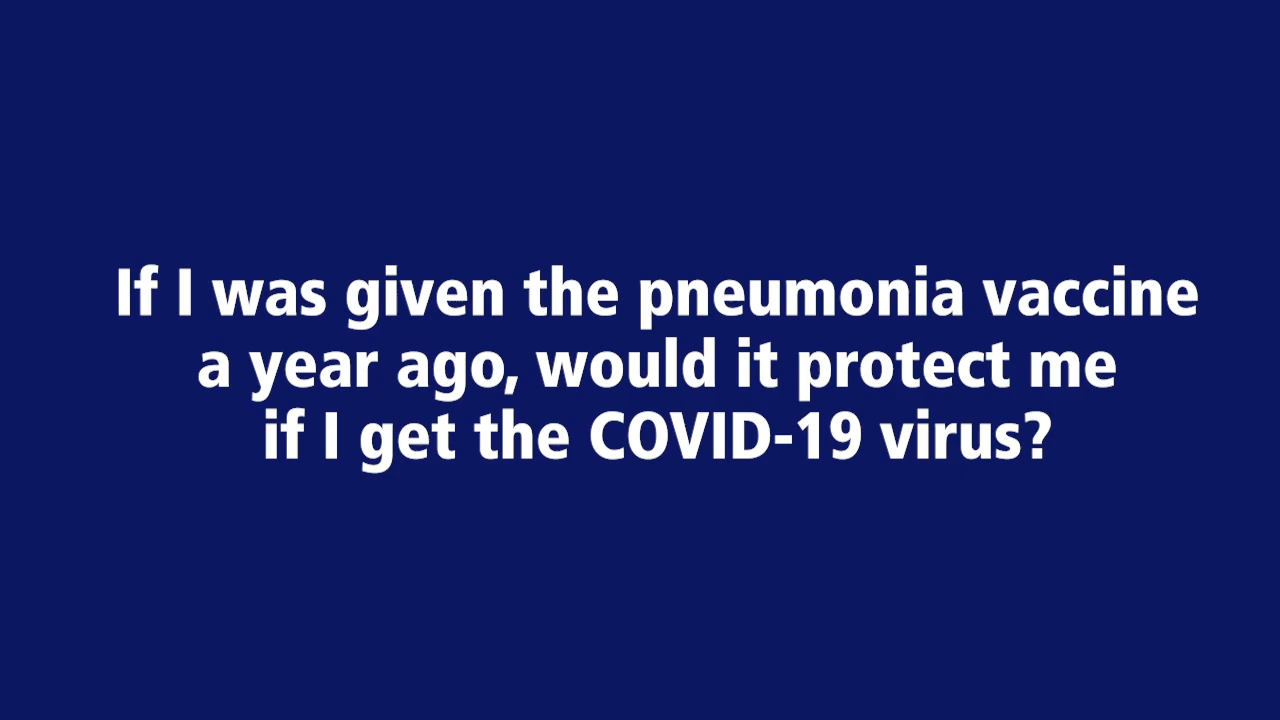 If I was given the pneumonia vaccine
a year ago, would it protect me
if I get the COVID-19 virus?